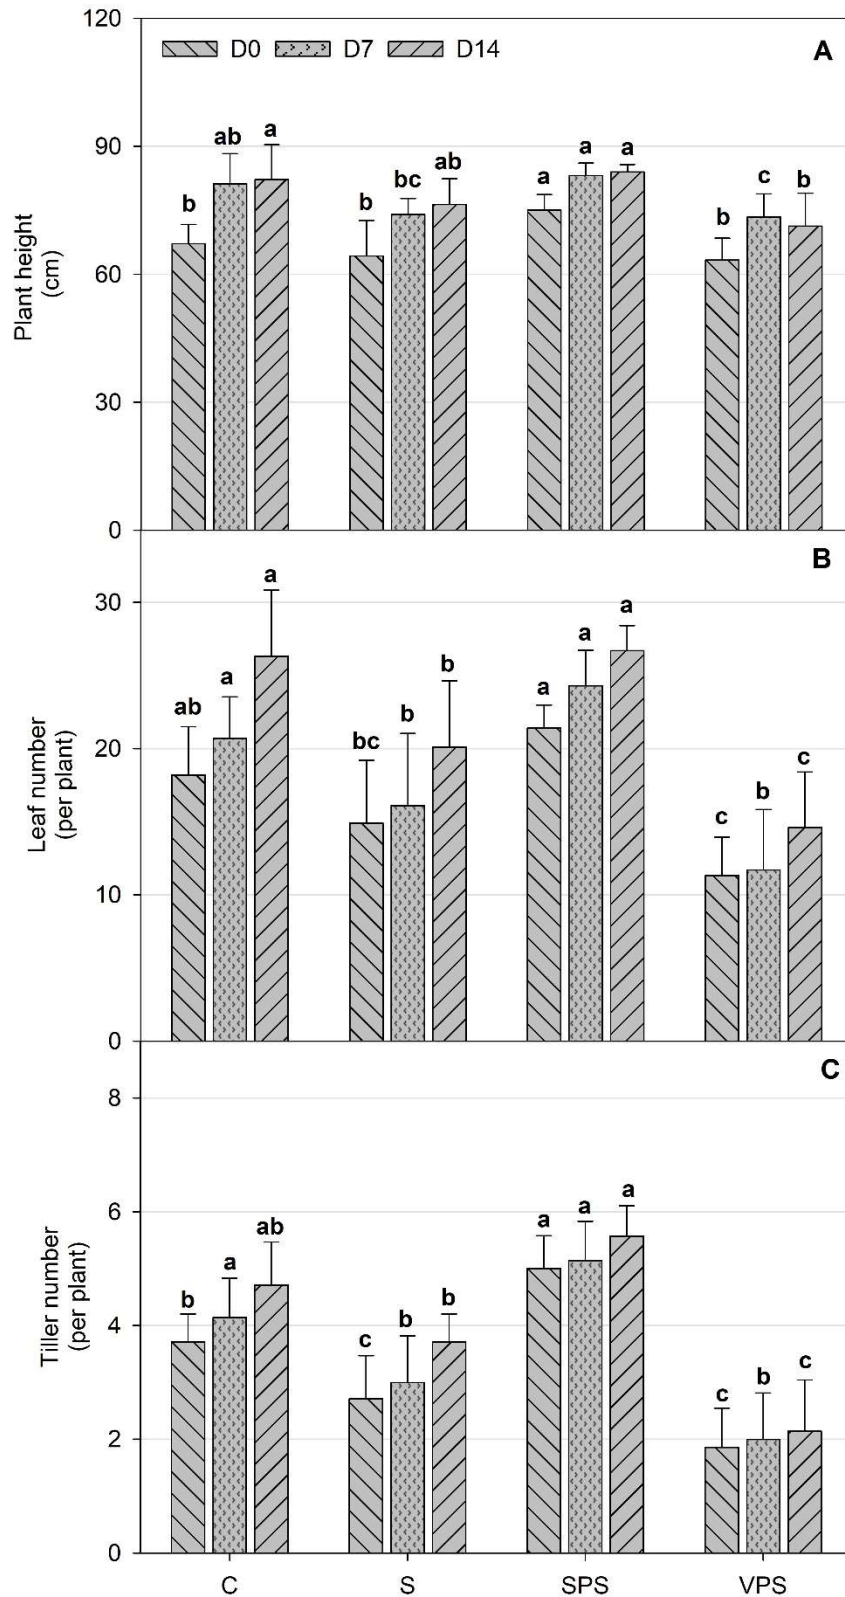 120
D0 D7 D14 A
90
60
30
0
Plant height
(cm)
b ab a b bc ab a a a b c b
B
30
20
10
0
Leaf number
(per plant)
ab a a bc b b a a a c b c
C
8
6
4
2
0
Tiller number
(per plant)
b a ab c b b a a a c b c
C S SPS VPS